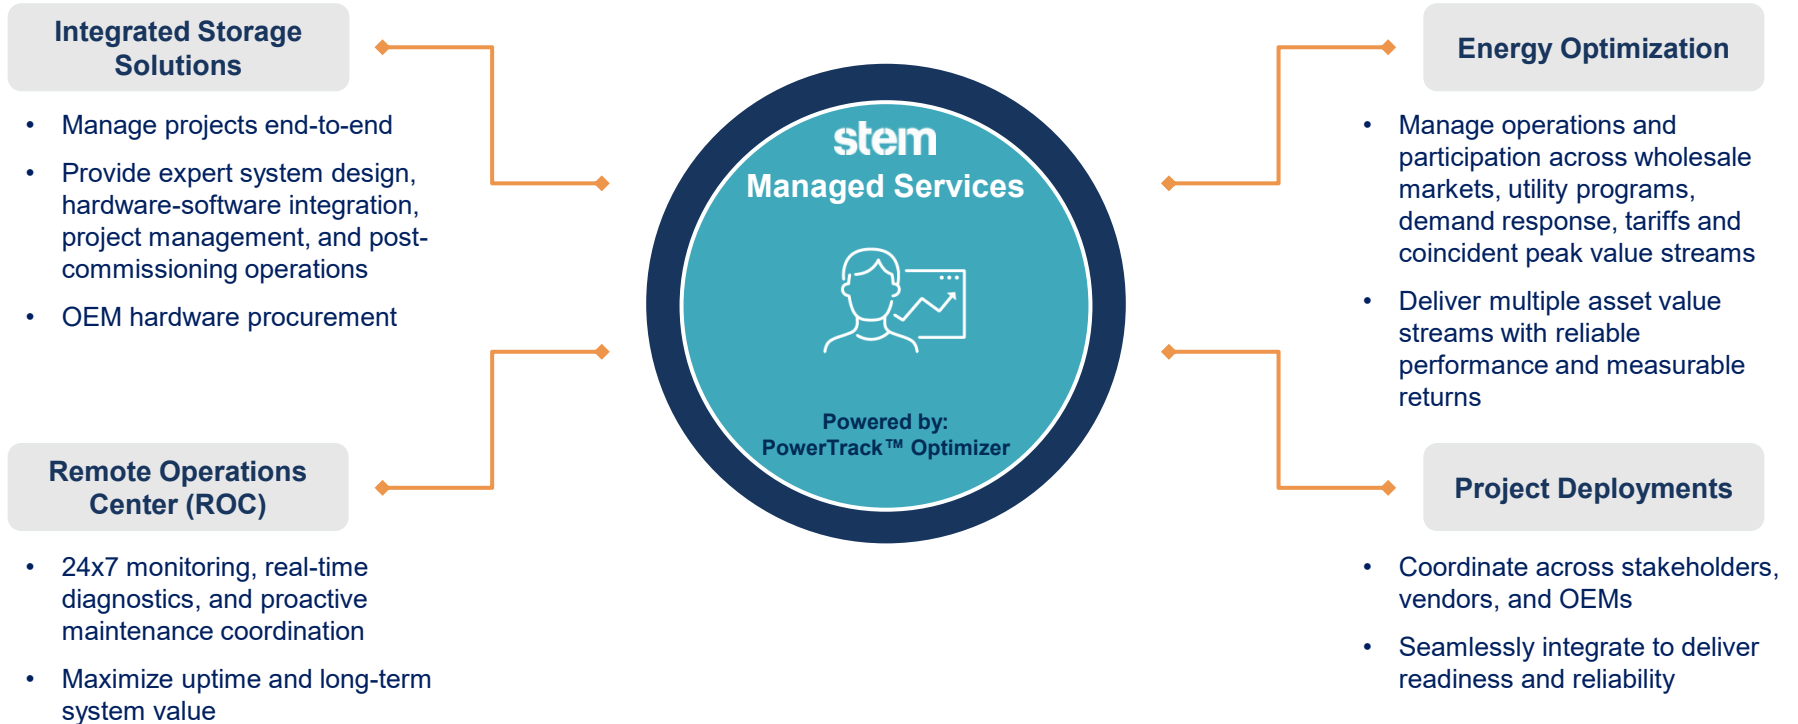 Integrated Storage
Solutions
• Manage projects end-to-end
• Provide expert system design,
hardware-software integration,
project management, and post-
commissioning operations
• OEM hardware procurement
Remote Operations
Center (ROC)
• 24x7 monitoring, real-time
diagnostics, and proactive
maintenance coordination
• Maximize uptime and long-term
system value
stem
Managed Services
Powered by:
PowerTrack™ Optimizer
Energy Optimization
• Manage operations and
participation across wholesale
markets, utility programs,
demand response, tariffs and
coincident peak value streams
• Deliver multiple asset value
streams with reliable
performance and measurable
returns
Project Deployments
• Coordinate across stakeholders,
vendors, and OEMs
• Seamlessly integrate to deliver
readiness and reliability